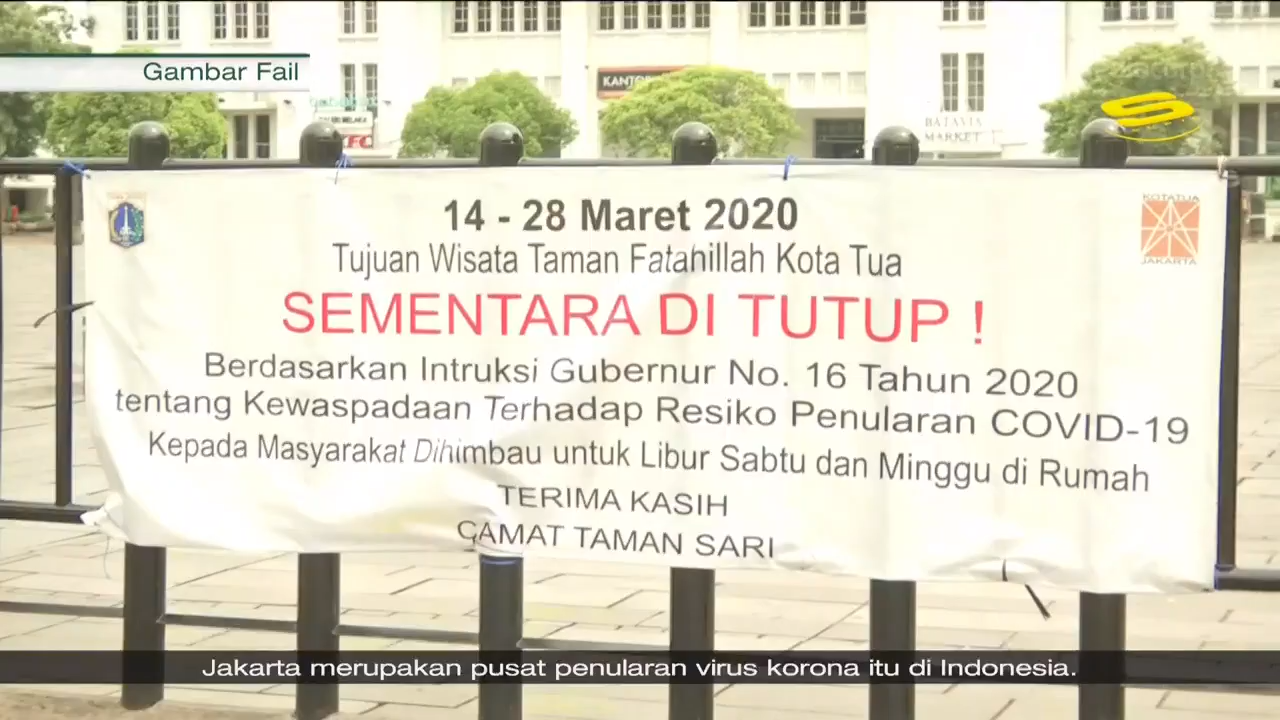 Gambar Fail
KANTOR
KFC
BATAVIA
MARKET
14 - 28 Maret 2020
KOTATUA
JAKARTA
Tujuan Wisata Taman Fatahillah Kota Tua
SEMENTARA DI TUTUP !
Berdasarkan Intruksi Gubernur No. 16 Tahun 2020
tentang Kewaspadaan Terhadap Resiko Penularan COVID-19
Kepada Masyarakat Dihimbau untuk Libur Sabtu dan Minggu di Rumah
TERIMA KASIH
CAMAT TAMAN SARI
Jakarta merupakan pusat penularan virus korona itu di Indonesia.